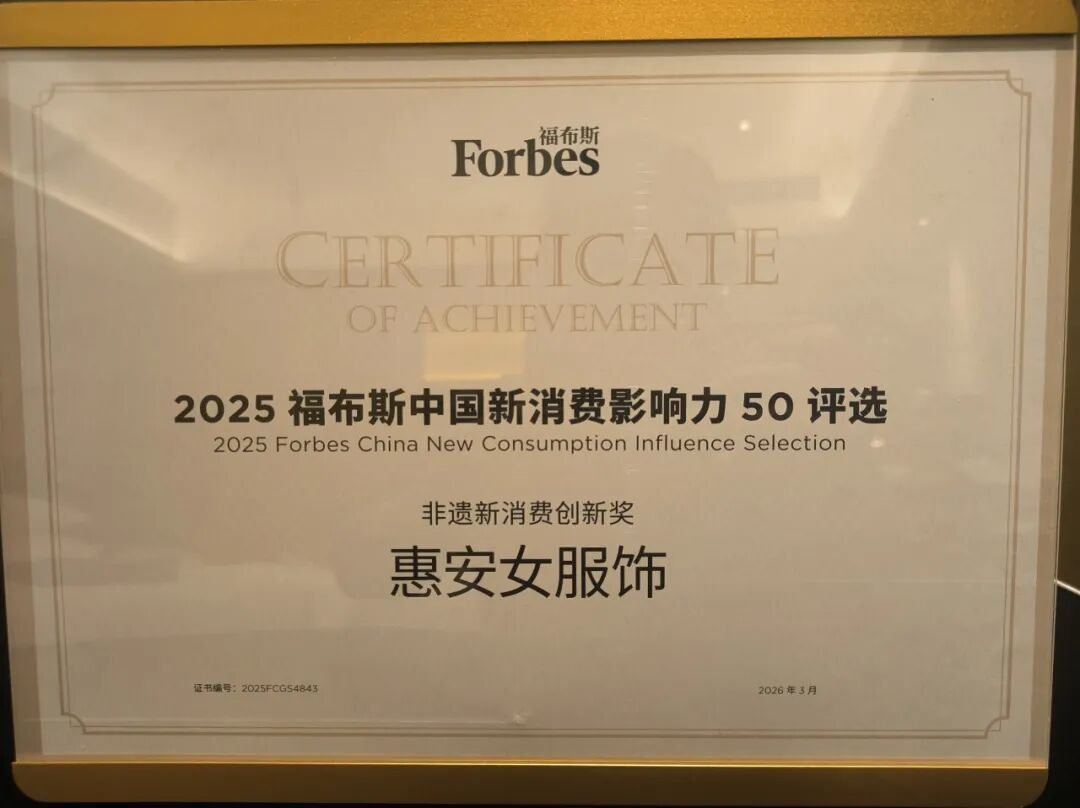 福布斯
Forbes
CERTIFICATE
OF ACHIEVEMENT
2025 福布斯中国新消费影响力 50 评选
2025 Forbes China New Consumption Influence Selection
非遗新消费创新奖
惠安女服饰
证书编号：2025FCGS4843
2026 年 3 月